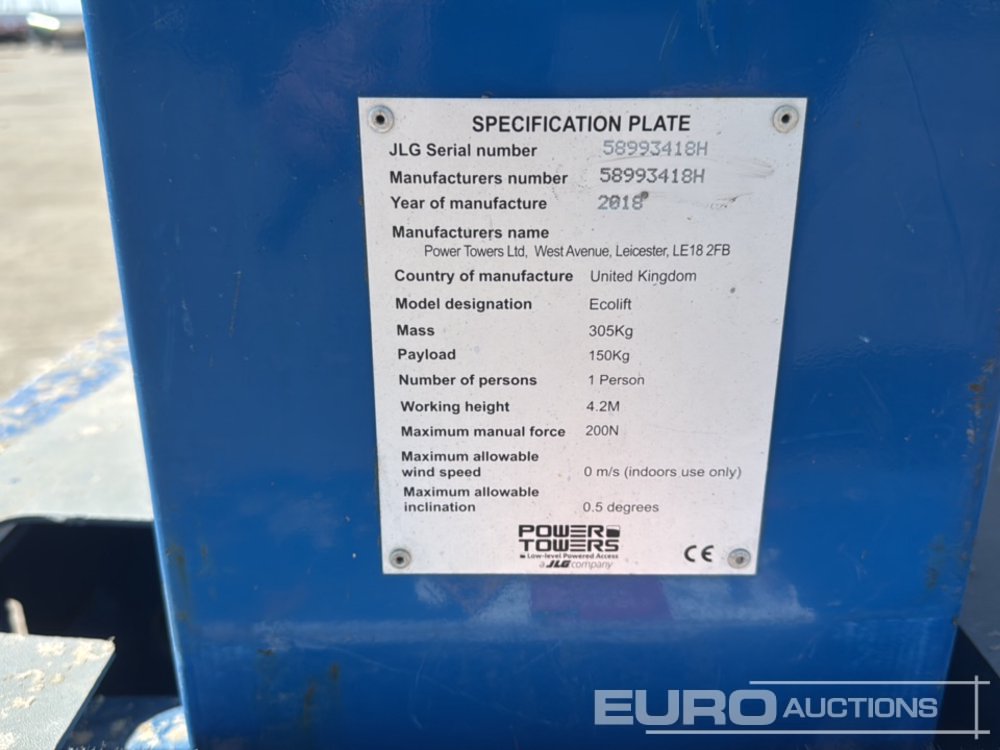 SPECIFICATION PLATE
JLG Serial number 58993418H
Manufacturers number 58993418H
Year of manufacture 2018
Manufacturers name
Power Towers Ltd, West Avenue, Leicester, LE18 2FB
Country of manufacture United Kingdom
Model designation Ecolift
Mass 305Kg
Payload 150Kg
Number of persons 1 Person
Working height 4.2M
Maximum manual force 200N
Maximum allowable
wind speed 0 m/s (indoors use only)
Maximum allowable
inclination 0.5 degrees
POWER
TOWERS
Low-level Powered Access
a JLG company
CE
EURO AUCTIONS